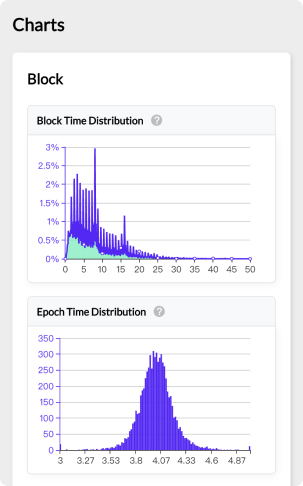 Charts
Block
Block Time Distribution ?
3%
2.5%
2%
1.5%
1%
0.5%
0%
0 5 10 15 20 25 30 35 40 45 50
Epoch Time Distribution ?
350
300
250
200
150
100
50
0
3 3.27 3.53 3.8 4.07 4.33 4.6 4.87